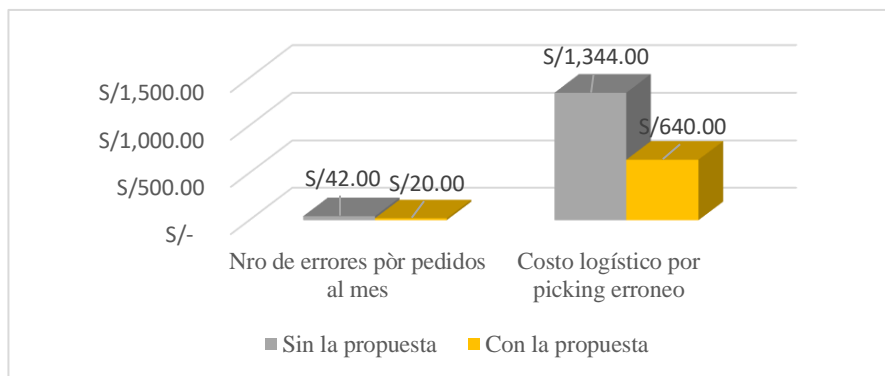 S/1,344.00
S/1,500.00
S/1,000.00
S/640.00
S/500.00
S/42.00
S/20.00
S/-
Nro de errores pòr pedidos
al mes
Costo logístico por
picking erroneo
Sin la propuesta
Con la propuesta